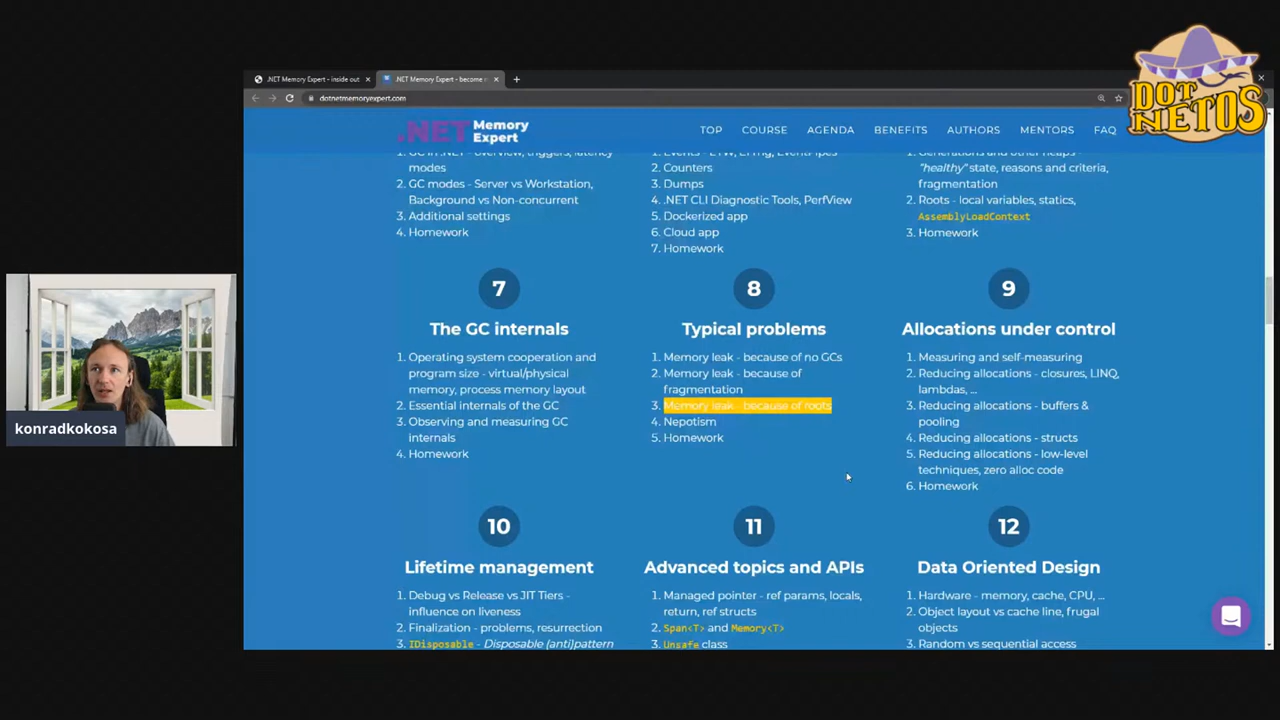 .NET Memory Expert - inside out
.NET Memory Expert - become
dotnetmemoryexpert.com
DOT
NETOS
.NET Memory
Expert
TOP COURSE AGENDA BENEFITS AUTHORS MENTORS FAQ
modes
2. GC modes - Server vs Workstation,
Background vs Non-concurrent
3. Additional settings
4. Homework
1. Events - ETW, LTTng, EventPipes
2. Counters
3. Dumps
4. .NET CLI Diagnostic Tools, PerfView
5. Dockerized app
6. Cloud app
7. Homework
1. Generations and other heaps -
"healthy" state, reasons and criteria,
fragmentation
2. Roots - local variables, statics,
AssemblyLoadContext
3. Homework
7
The GC internals
1. Operating system cooperation and
program size - virtual/physical
memory, process memory layout
2. Essential internals of the GC
3. Observing and measuring GC
internals
4. Homework
8
Typical problems
1. Memory leak - because of no GCs
2. Memory leak - because of
fragmentation
3. Memory leak - because of roots
4. Nepotism
5. Homework
9
Allocations under control
1. Measuring and self-measuring
2. Reducing allocations - closures, LINQ,
lambdas, ...
3. Reducing allocations - buffers &
pooling
4. Reducing allocations - structs
5. Reducing allocations - low-level
techniques, zero alloc code
6. Homework
10
Lifetime management
1. Debug vs Release vs JIT Tiers -
influence on liveness
2. Finalization - problems, resurrection
3. IDisposable - Disposable (anti)pattern
11
Advanced topics and APIs
1. Managed pointer - ref params, locals,
return, ref structs
2. Span<T> and Memory<T>
3. Unsafe class
12
Data Oriented Design
1. Hardware - memory, cache, CPU, ...
2. Object layout vs cache line, frugal
objects
3. Random vs sequential access
konradkokosa